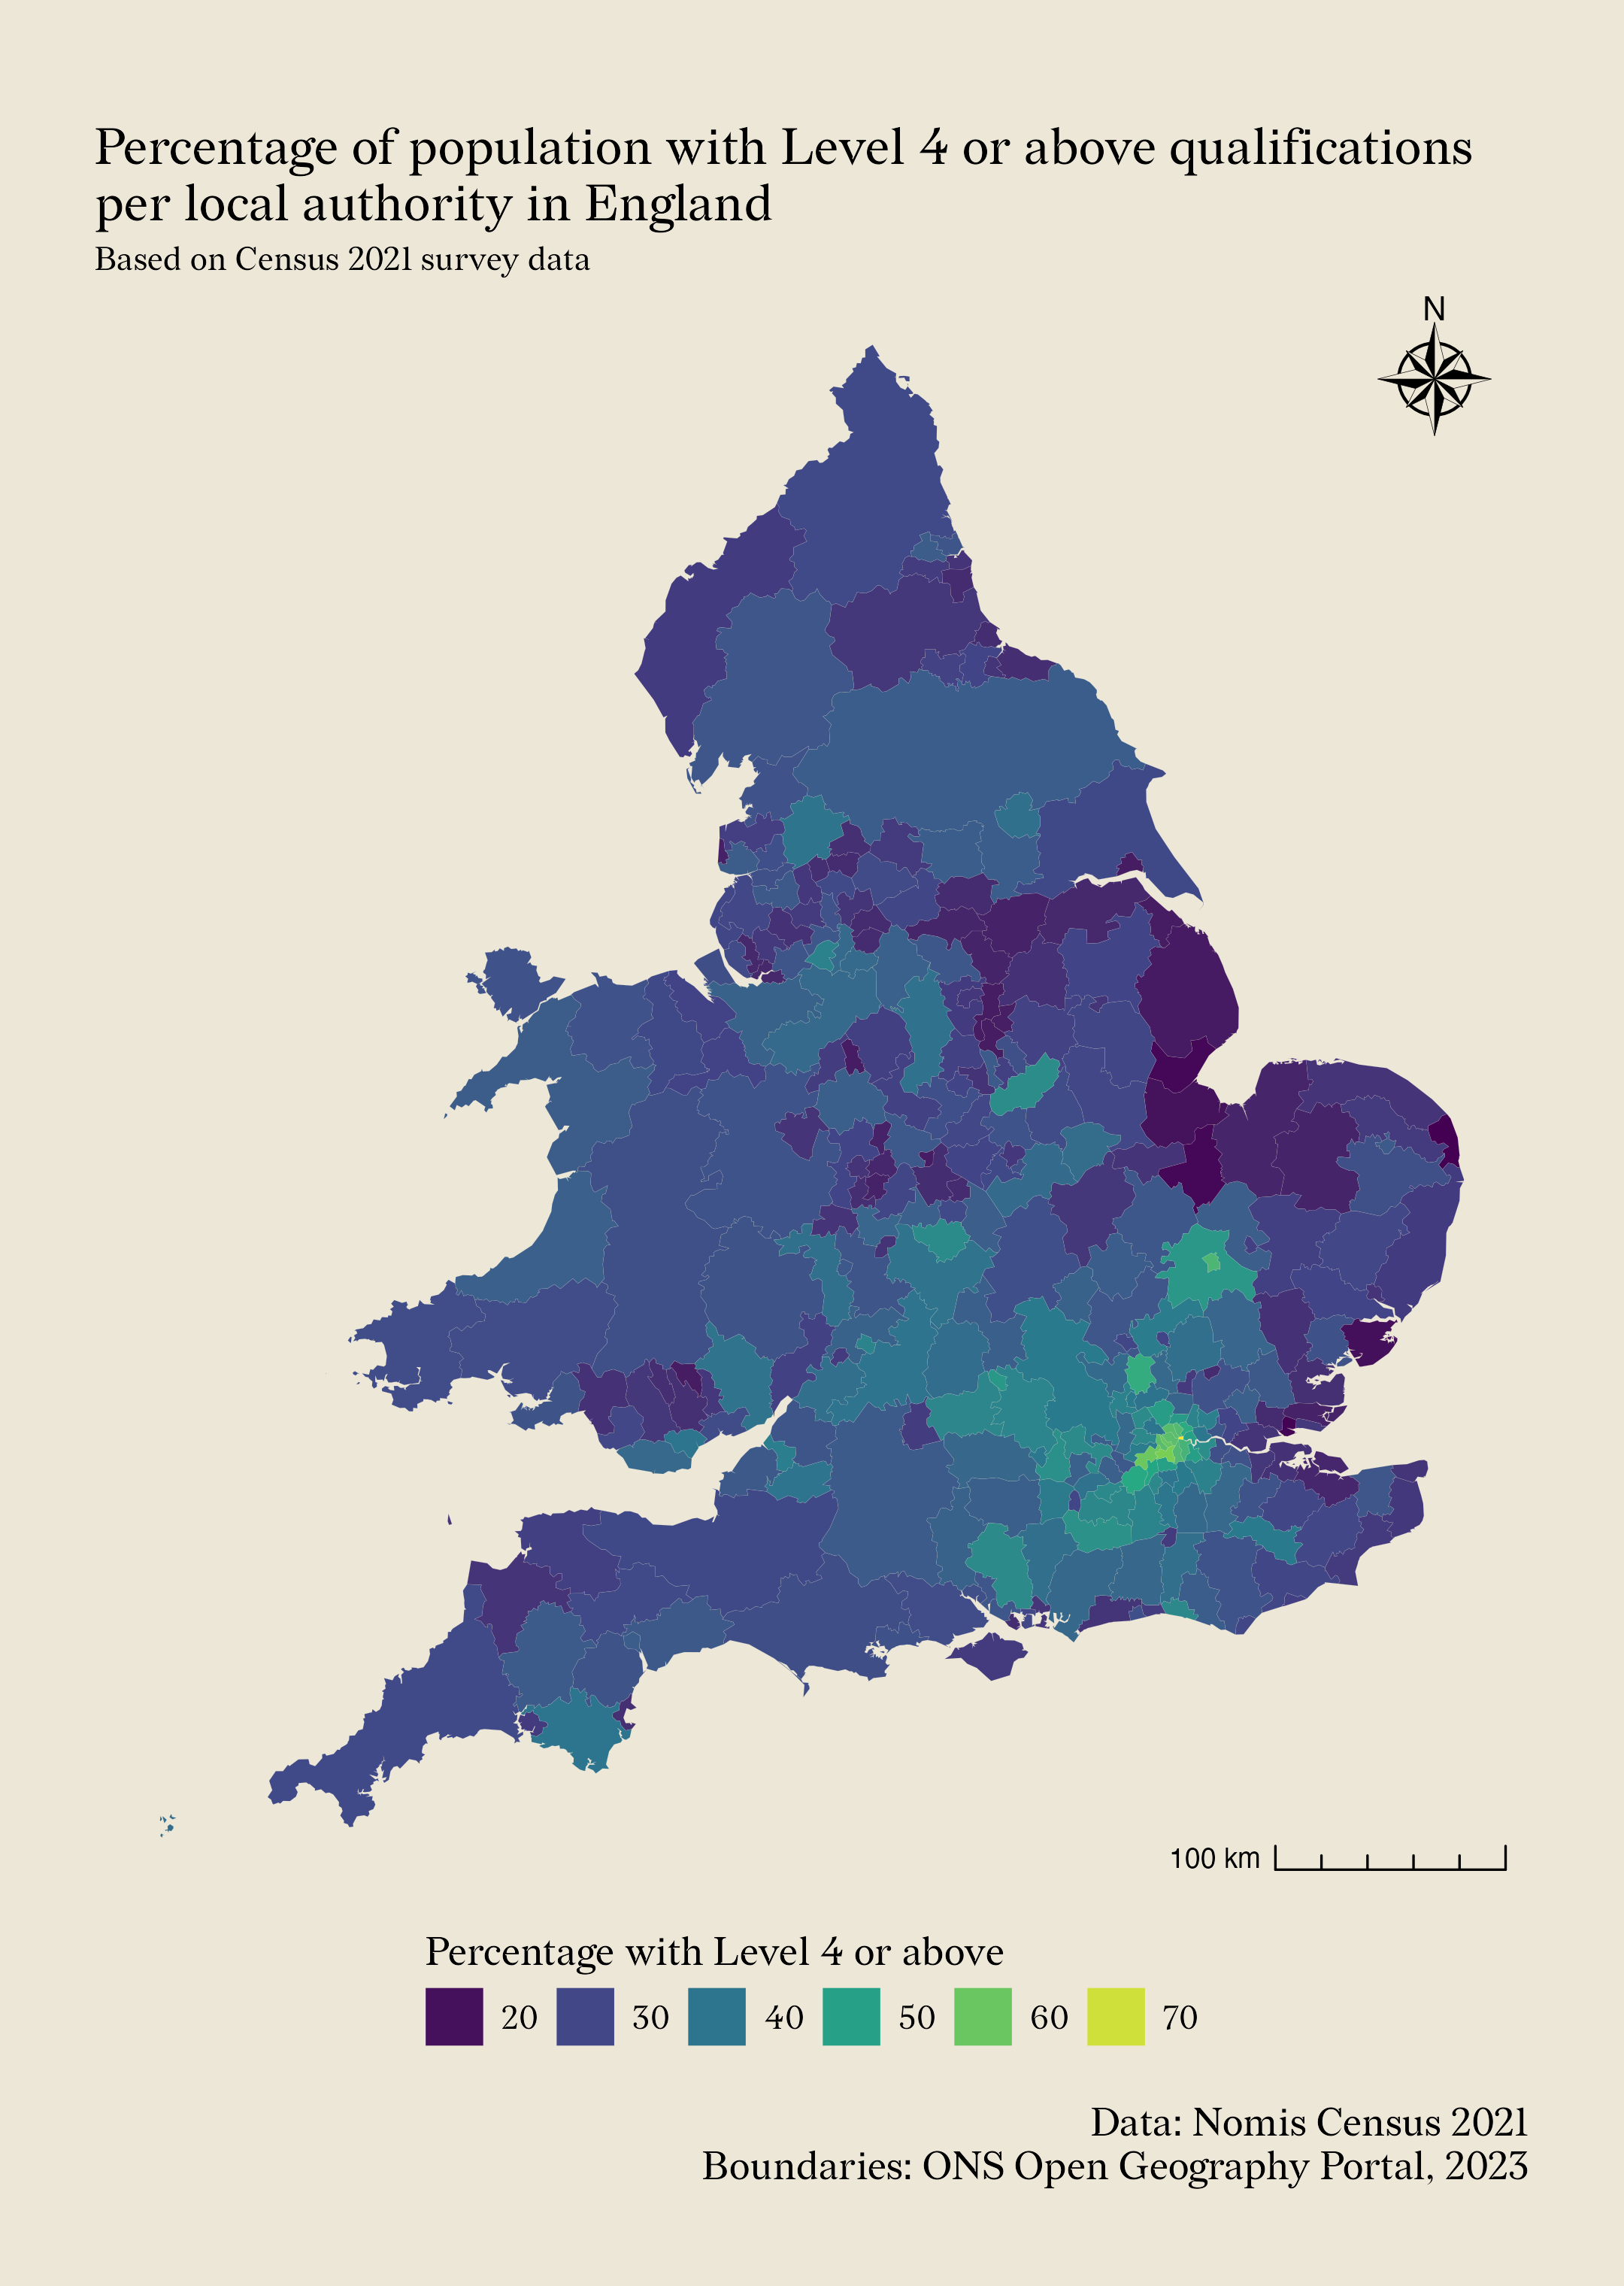 Percentage of population with Level 4 or above qualifications
per local authority in England
Based on Census 2021 survey data
N
100 km
Percentage with Level 4 or above
20 30 40 50 60 70
Data: Nomis Census 2021
Boundaries: ONS Open Geography Portal, 2023